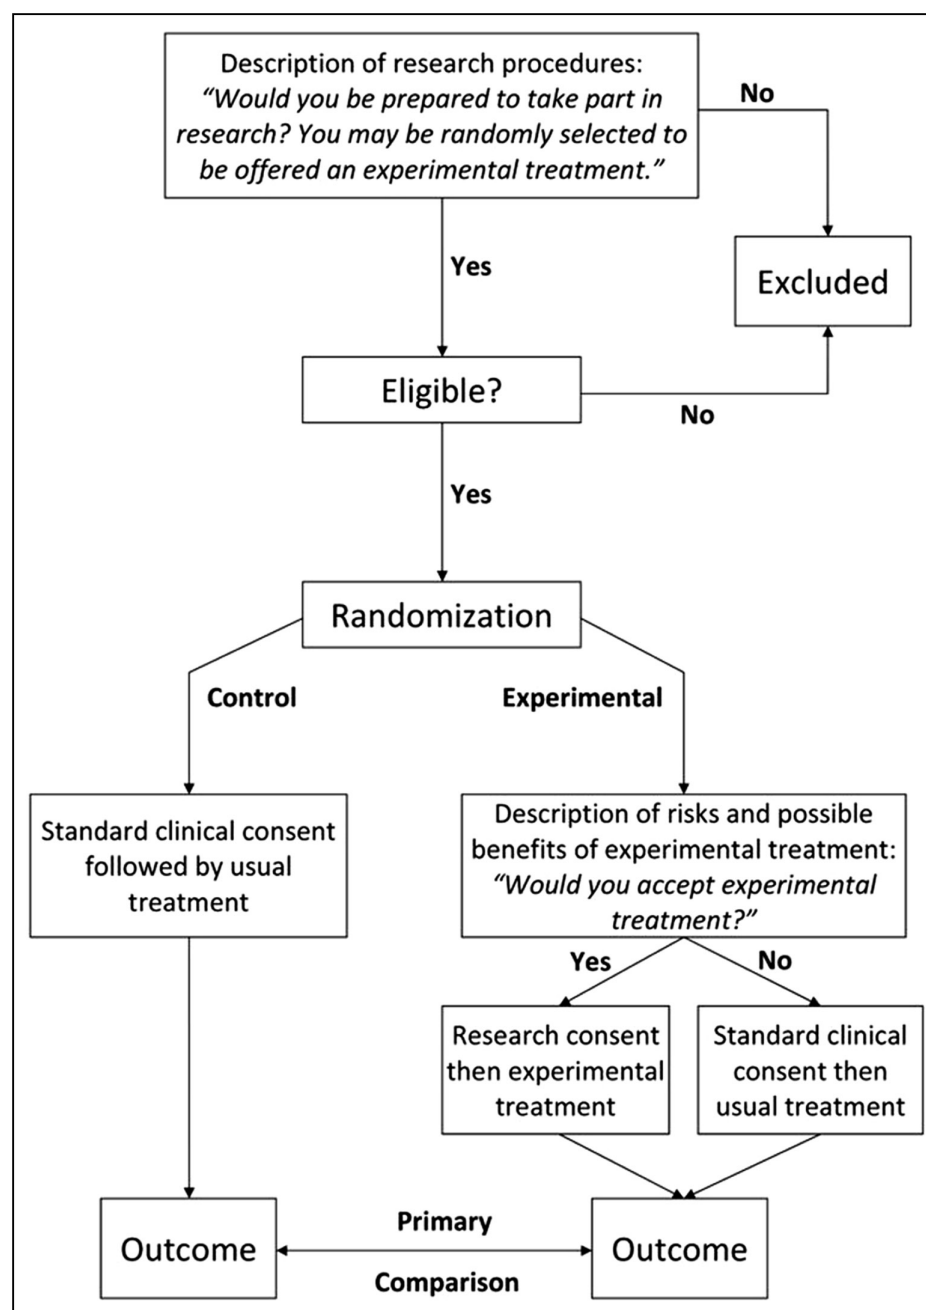 Description of research procedures:
“Would you be prepared to take part in
research? You may be randomly selected to
be offered an experimental treatment.”
No
Yes
Excluded
Eligible?
No
Yes
Randomization
Control
Experimental
Standard clinical consent
followed by usual
treatment
Description of risks and possible
benefits of experimental treatment:
“Would you accept experimental
treatment?”
Yes
No
Research consent
then experimental
treatment
Standard clinical
consent then
usual treatment
Outcome
Primary
Comparison
Outcome